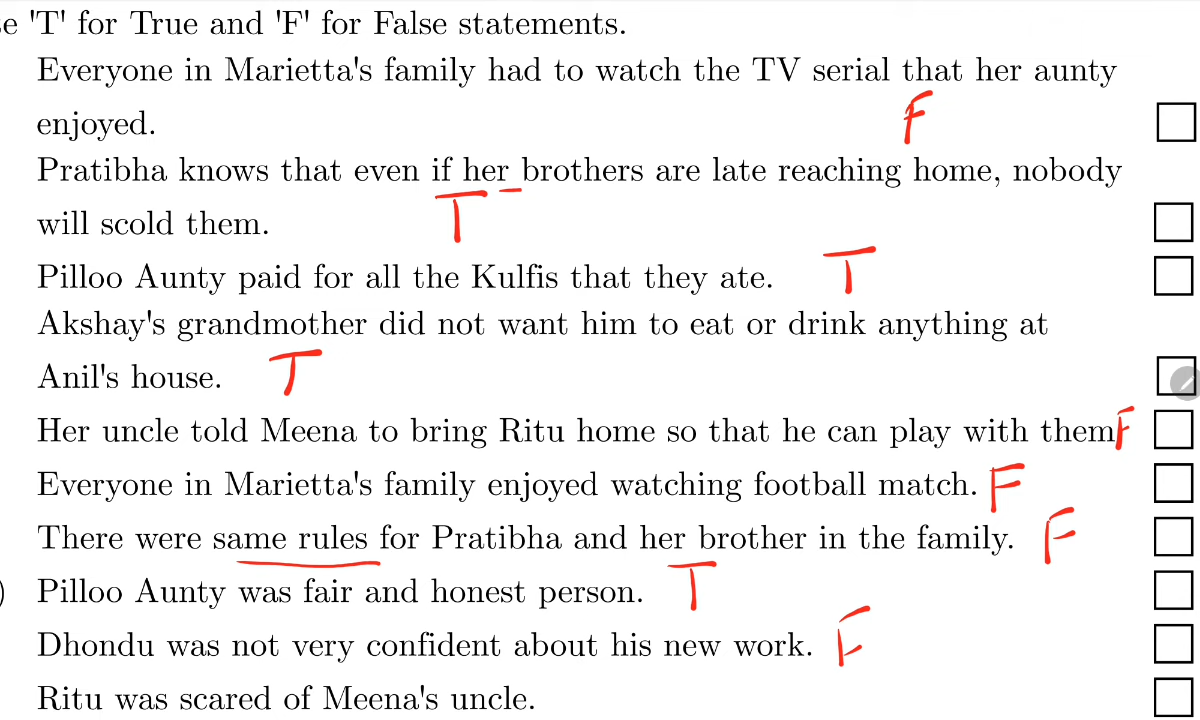 e 'T' for True and 'F' for False statements.
Everyone in Marietta's family had to watch the TV serial that her aunty
enjoyed. F
Pratibha knows that even if her brothers are late reaching home, nobody
will scold them. T
Pilloo Aunty paid for all the Kulfis that they ate. T
Akshay's grandmother did not want him to eat or drink anything at
Anil's house. T
Her uncle told Meena to bring Ritu home so that he can play with them F
Everyone in Marietta's family enjoyed watching football match. F
There were same rules for Pratibha and her brother in the family. F
) Pilloo Aunty was fair and honest person. T
Dhondu was not very confident about his new work. F
Ritu was scared of Meena's uncle.